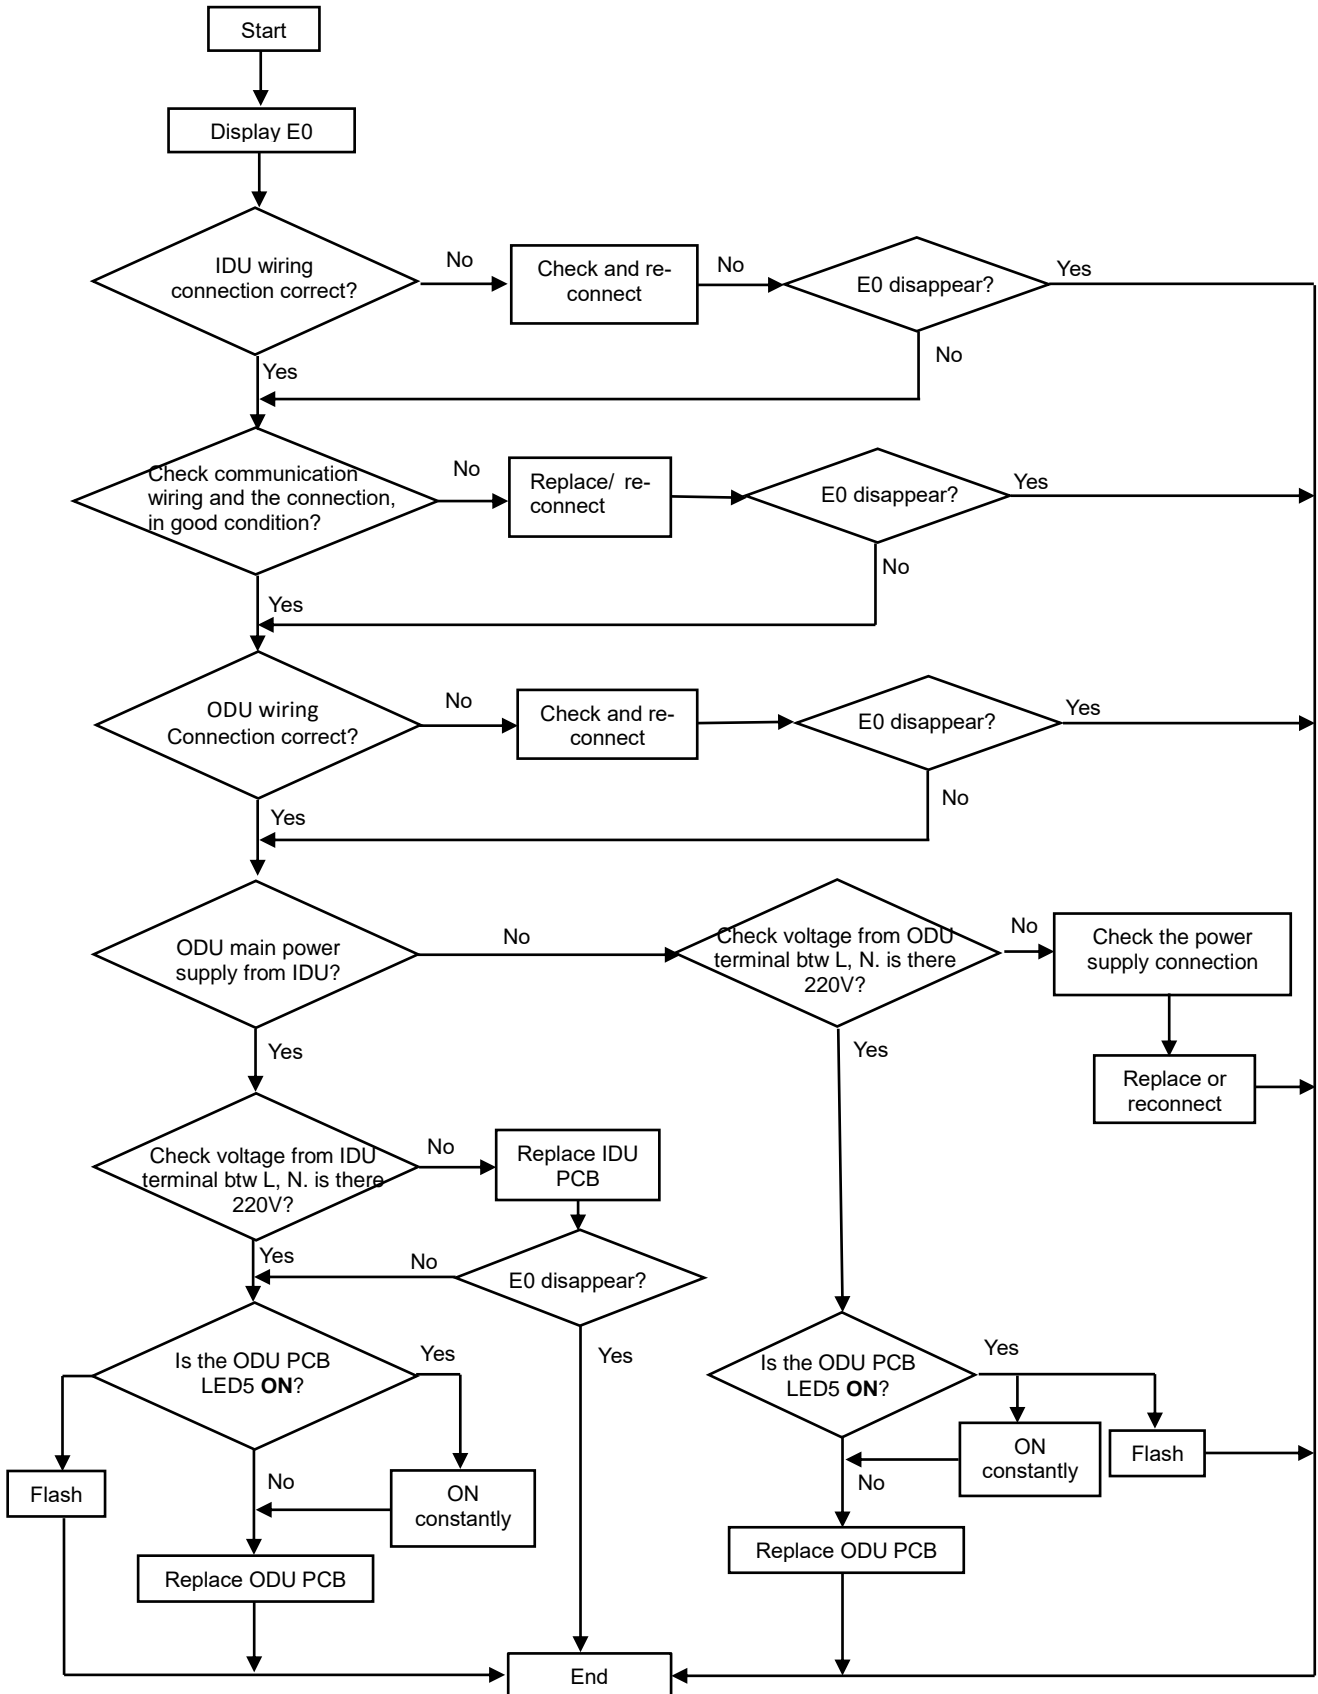 Start
Display E0
IDU wiring
connection correct?
No
Check and re-
connect
No
E0 disappear?
Yes
No
Yes
Check communication
wiring and the connection,
in good condition?
No
Replace/ re-
connect
E0 disappear?
Yes
No
Yes
ODU wiring
Connection correct?
No
Check and re-
connect
E0 disappear?
Yes
No
Yes
ODU main power
supply from IDU?
No
Check voltage from ODU
terminal btw L, N. is there
220V?
No
Check the power
supply connection
Yes
Yes
Replace or
reconnect
Check voltage from IDU
terminal btw L, N. is there
220V?
No
Replace IDU
PCB
Yes
No
E0 disappear?
Yes
Is the ODU PCB
LED5 ON?
Yes
Is the ODU PCB
LED5 ON?
Yes
Flash
No
ON
constantly
No
ON
constantly
Flash
Replace ODU PCB
Replace ODU PCB
End